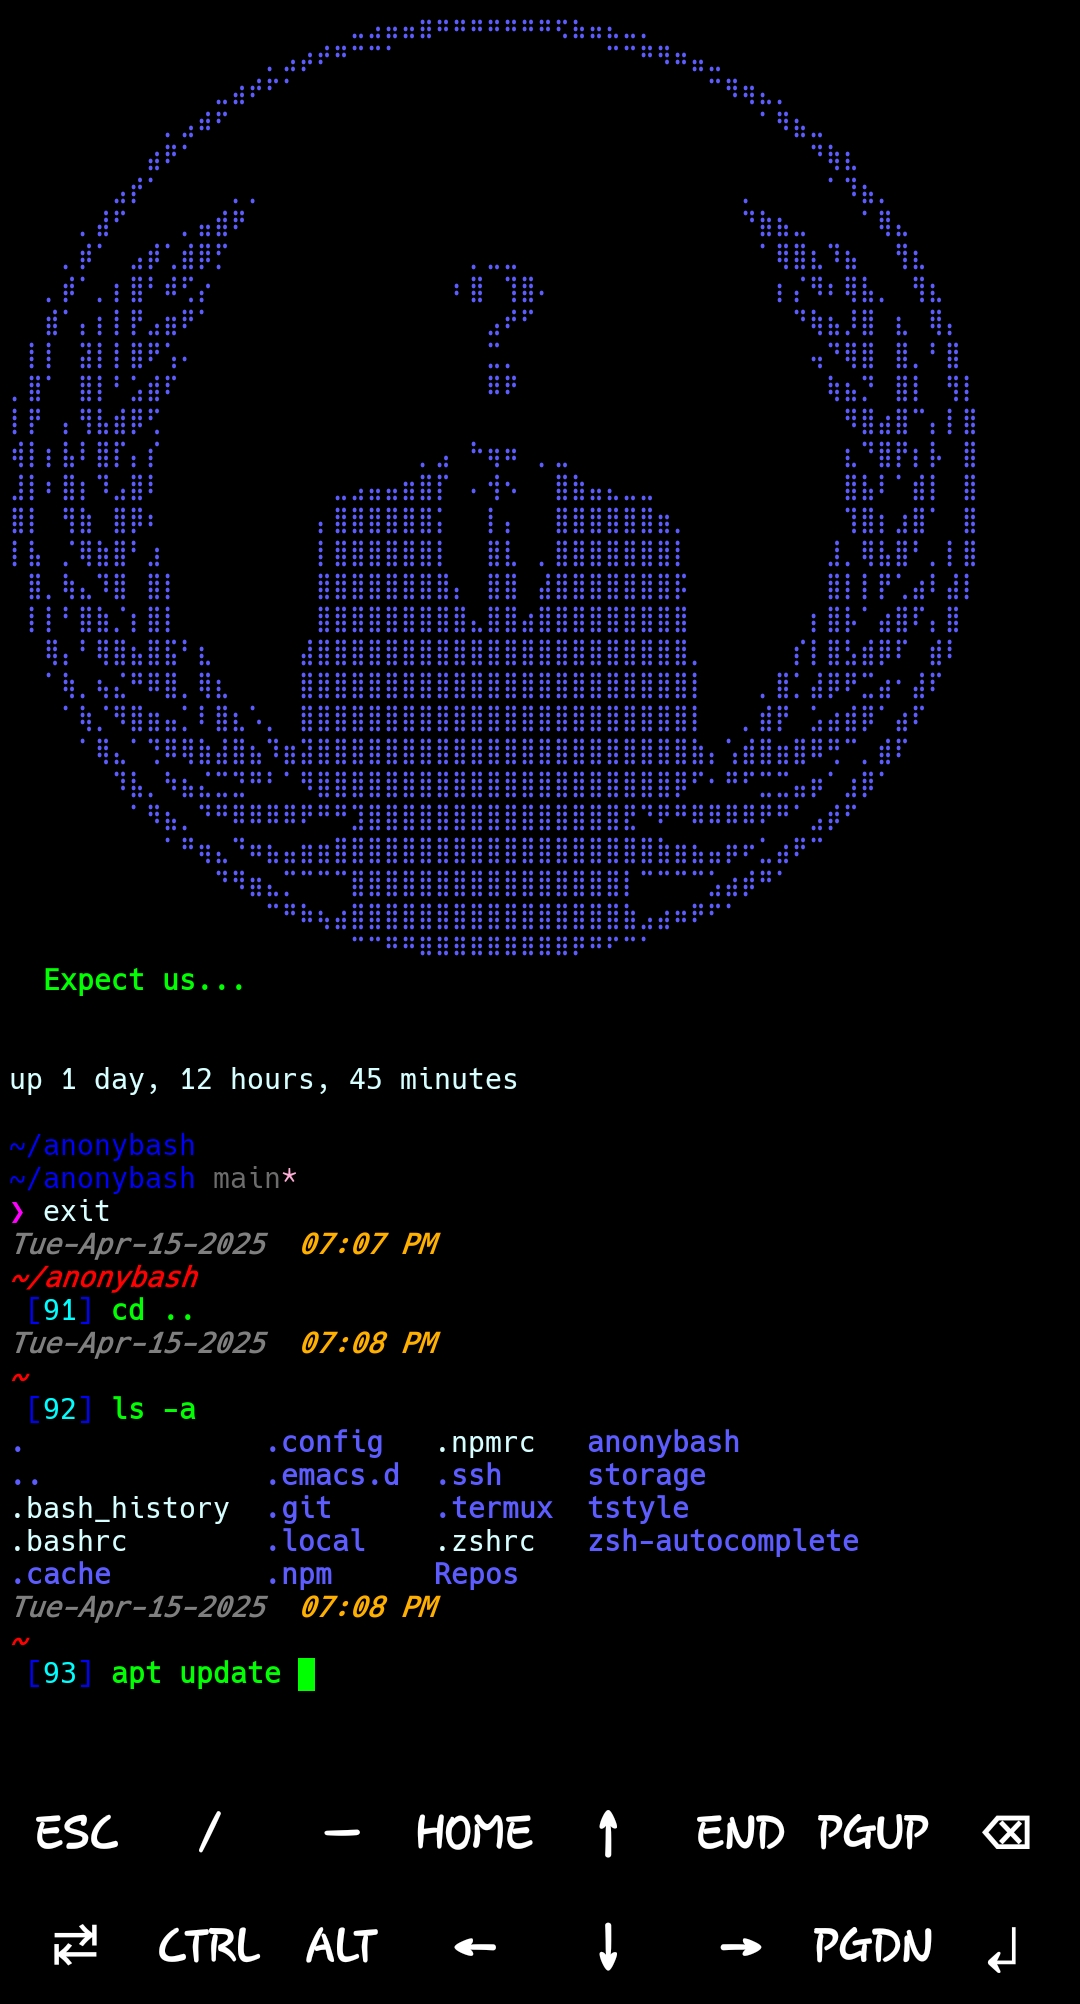 Expect us...
up 1 day, 12 hours, 45 minutes
~/anonybash
~/anonybash main*
❯ exit
Tue-Apr-15-2025  07:07 PM
~/anonybash
[91] cd ..
Tue-Apr-15-2025  07:08 PM
~
[92] ls -a
.              .config   .npmrc   anonybash
..             .emacs.d  .ssh     storage
.bash_history  .git      .termux  tstyle
.bashrc        .local    .zshrc   zsh-autocomplete
.cache         .npm      Repos
Tue-Apr-15-2025  07:08 PM
~
[93] apt update
ESC / — HOME ↑ END PGUP ⌫
↹ CTRL ALT ← ↓ → PGDN ↲